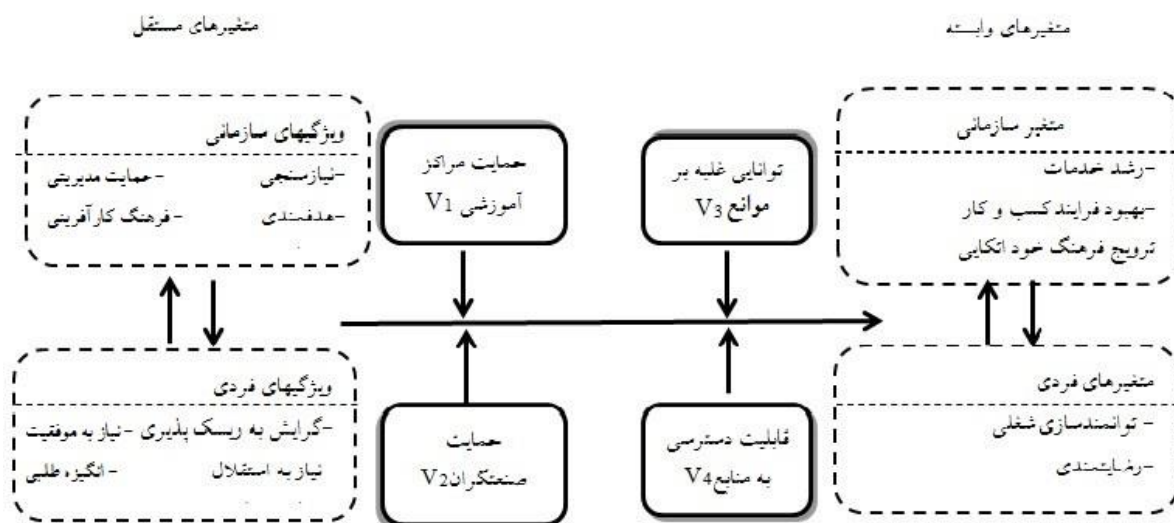 متغیرهای مستقل
متغیرهای وابسته
ویژگیهای سازمانی
-نیازسنجی -حمایت مدیریتی
-هدفمندی -فرهنگ کارآفرینی
حمایت مراکز
آموزشی V1
توانایی غلبه بر
موانع V3
متغیر سازمانی
-رشد خدمات
-بهبود فرایند کسب و کار
ترویج فرهنگ خود اتکایی
ویژگیهای فردی
-گرایش به ریسک پذیری -نیاز به موفقیت
نیاز به استقلال -انگیزه طلبی
حمایت
صنعتگران V2
قابلیت دسترسی
به منابع V4
متغیرهای فردی
- توانمندسازی شغلی
-رضایتمندی